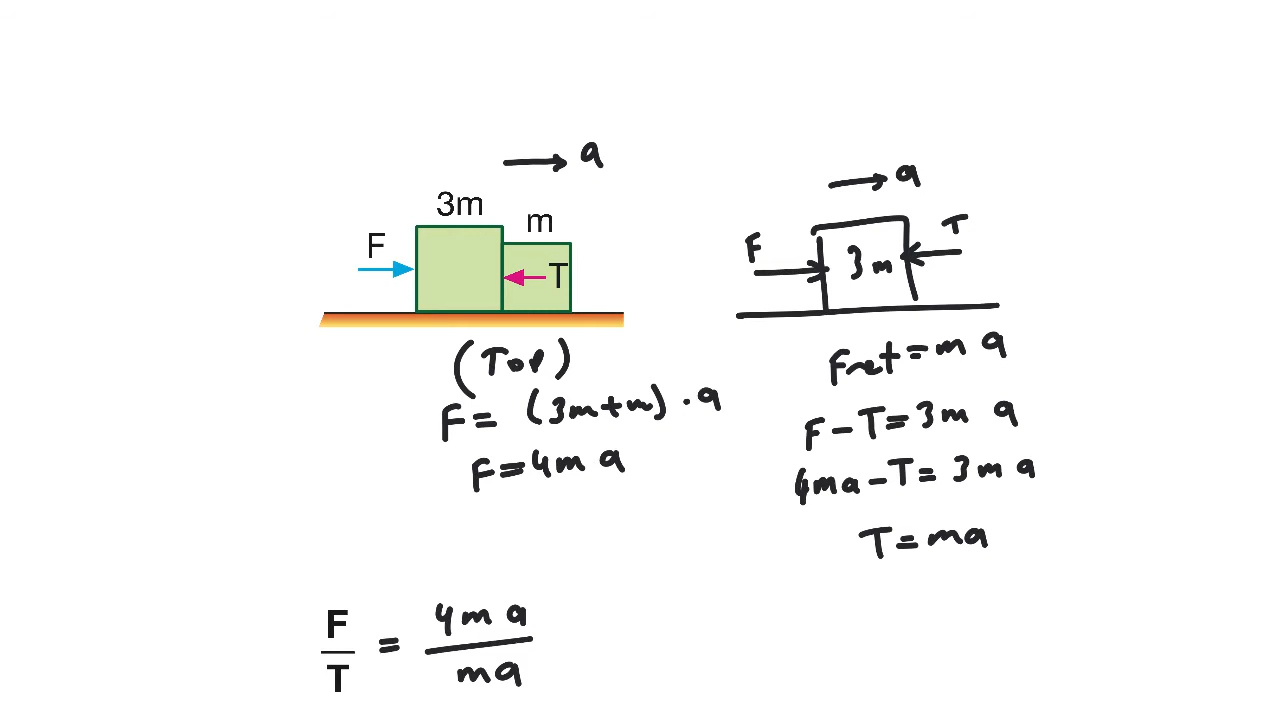 a
3m
m
F
T
(Top)
F = (3m+m) . a
F = 4m a
a
F
3m
T
Fnet = m a
F - T = 3m a
4ma - T = 3m a
T = ma
F/T = 4m a/ma